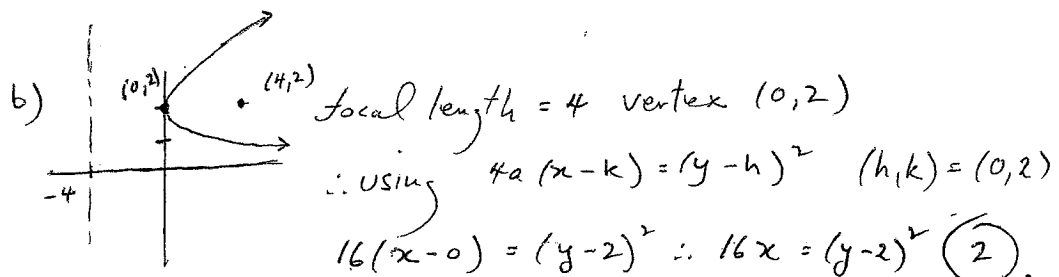 b) (0,2) (4,2) focal length = 4 vertex (0,2)
-4 ∴ using 4a(x-k) = (y-h)² (h,k) = (0,2)
16(x-0) = (y-2)² ∴ 16x = (y-2)² (2).